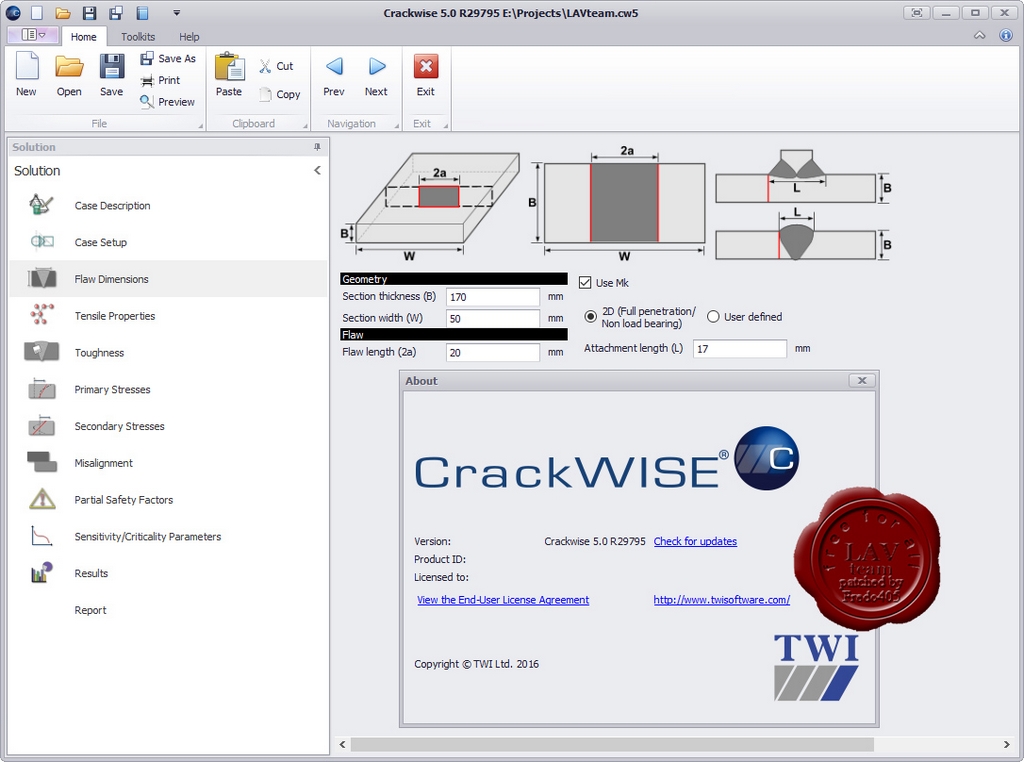 Crackwise 5.0 R29795 E:\Projects\LAVteam.cw5
Home Toolkits Help
New Open Save Save As Print Preview
Paste Cut Copy
Prev Next Exit
File Clipboard Navigation Exit
Solution
Solution
Case Description
Case Setup
Flaw Dimensions
Tensile Properties
Toughness
Primary Stresses
Secondary Stresses
Misalignment
Partial Safety Factors
Sensitivity/Criticality Parameters
Results
Report
2a
B
W
2a
B
W
L
B
L
B
Geometry
Section thickness (B) 170 mm
Section width (W) 50 mm
Flaw
Flaw length (2a) 20 mm
Use Mk
2D (Full penetration/
Non load bearing)
User defined
Attachment length (L) 17 mm
About
CrackWISE® C
Version: Crackwise 5.0 R29795 Check for updates
Product ID:
Licensed to:
View the End-User License Agreement http://www.twisoftware.com/
Copyright © TWI Ltd. 2016
TWI
free for all
LAV
team
patched by
Fredo405